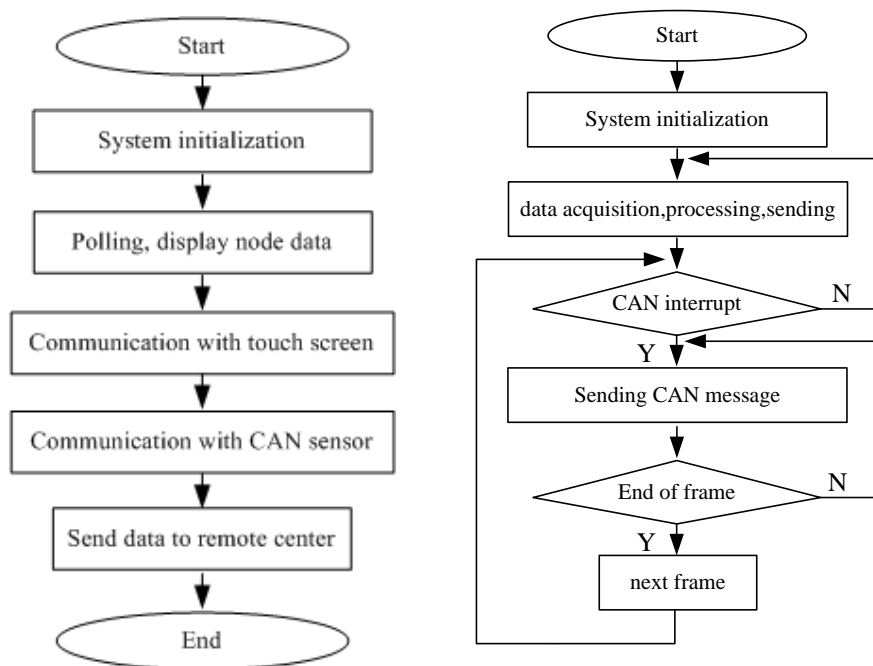 Start
System initialization
Polling, display node data
Communication with touch screen
Communication with CAN sensor
Send data to remote center
End
Start
System initialization
data acquisition,processing,sending
CAN interrupt
N
Y
Sending CAN message
End of frame
N
Y
next frame